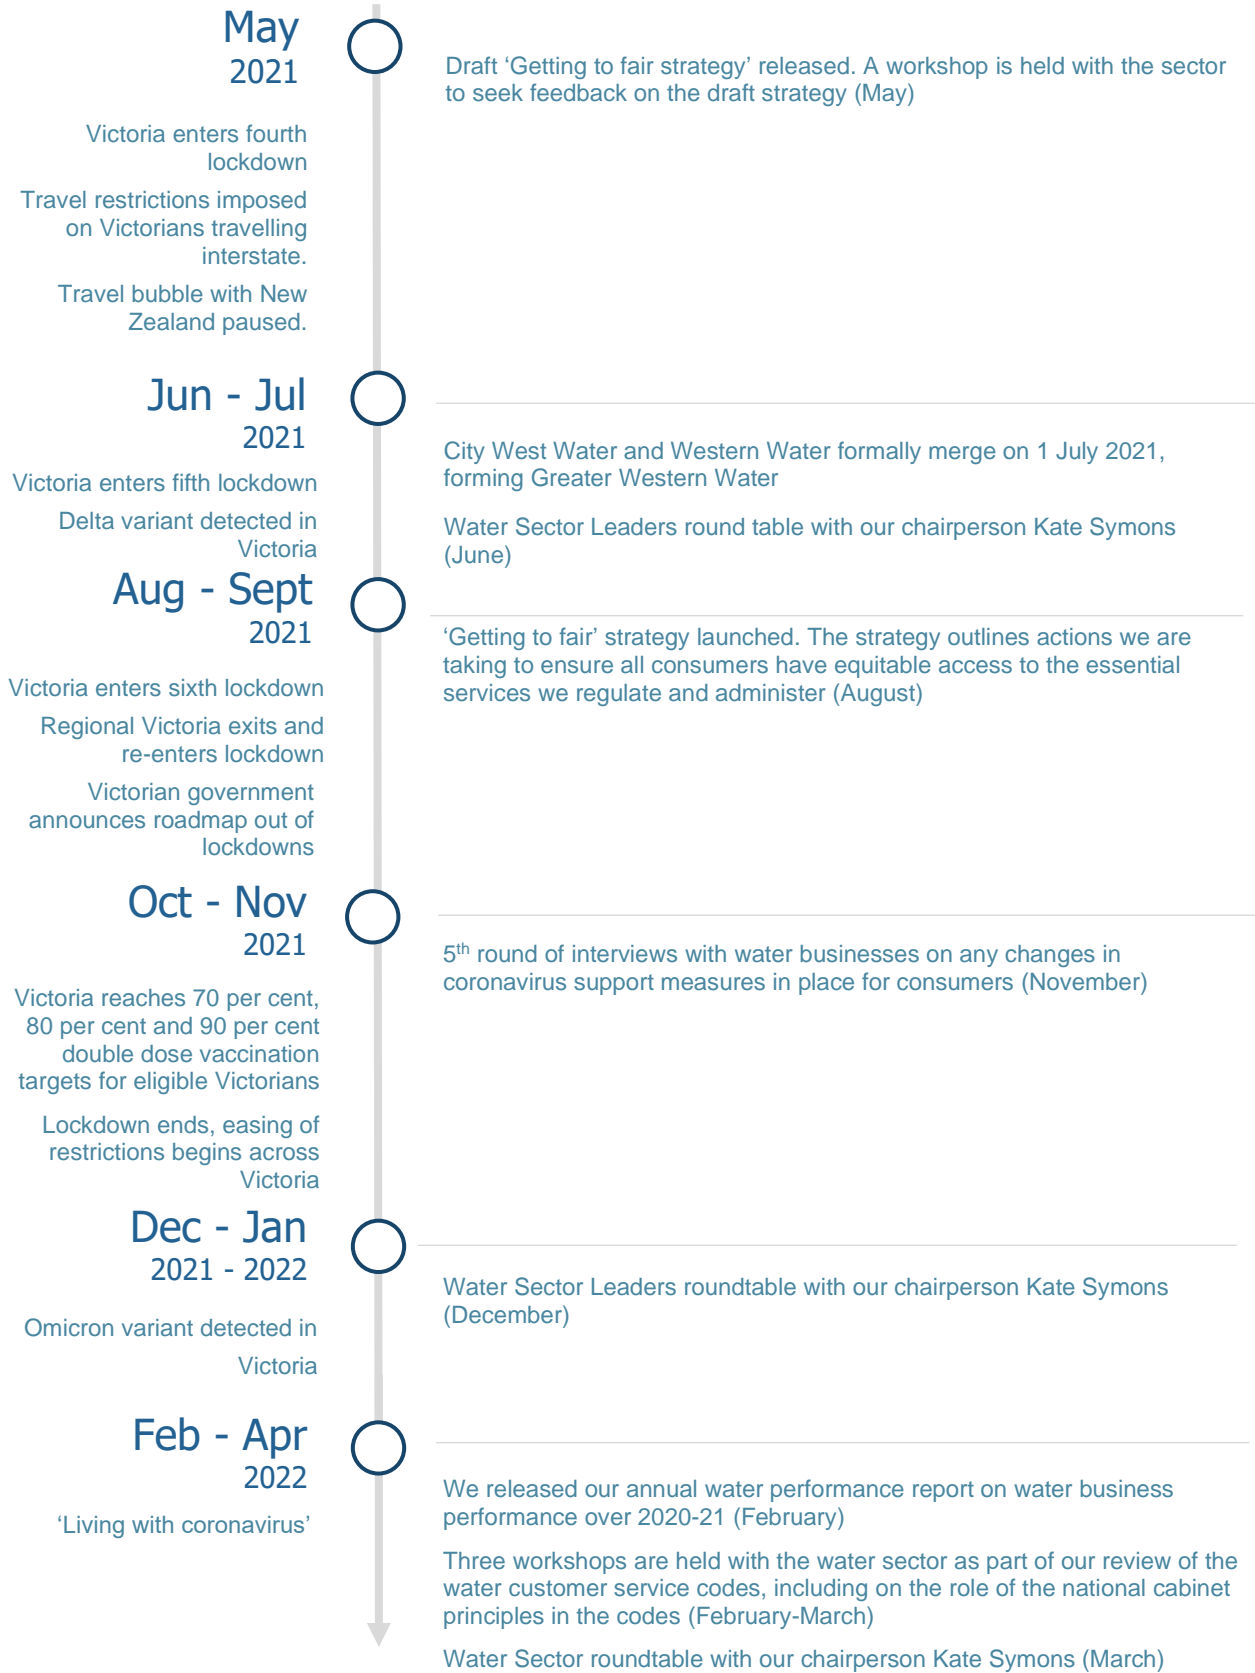 May
2021
Draft ‘Getting to fair strategy’ released. A workshop is held with the sector
to seek feedback on the draft strategy (May)
Victoria enters fourth
lockdown
Travel restrictions imposed
on Victorians travelling
interstate.
Travel bubble with New
Zealand paused.
Jun - Jul
2021
Victoria enters fifth lockdown
Delta variant detected in
Victoria
City West Water and Western Water formally merge on 1 July 2021,
forming Greater Western Water
Water Sector Leaders round table with our chairperson Kate Symons
(June)
Aug - Sept
2021
Victoria enters sixth lockdown
Regional Victoria exits and
re-enters lockdown
Victorian government
announces roadmap out of
lockdowns
‘Getting to fair’ strategy launched. The strategy outlines actions we are
taking to ensure all consumers have equitable access to the essential
services we regulate and administer (August)
Oct - Nov
2021
Victoria reaches 70 per cent,
80 per cent and 90 per cent
double dose vaccination
targets for eligible Victorians
Lockdown ends, easing of
restrictions begins across
Victoria
5th round of interviews with water businesses on any changes in
coronavirus support measures in place for consumers (November)
Dec - Jan
2021 - 2022
Omicron variant detected in
Victoria
Water Sector Leaders roundtable with our chairperson Kate Symons
(December)
Feb - Apr
2022
‘Living with coronavirus’
We released our annual water performance report on water business
performance over 2020-21 (February)
Three workshops are held with the water sector as part of our review of the
water customer service codes, including on the role of the national cabinet
principles in the codes (February-March)
Water Sector roundtable with our chairperson Kate Symons (March)